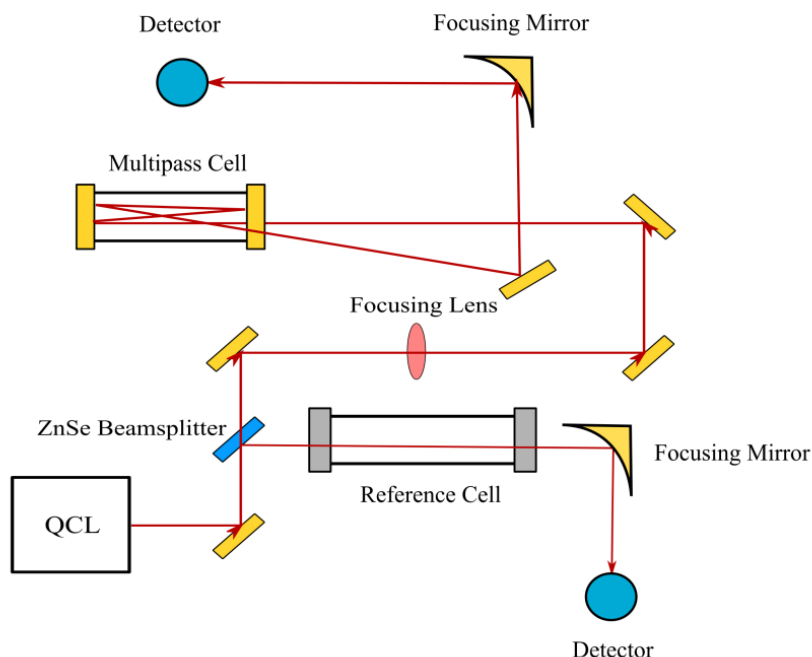 Focusing Mirror
Detector
Multipass Cell
Focusing Lens
ZnSe Beamsplitter
Focusing Mirror
Reference Cell
QCL
Detector